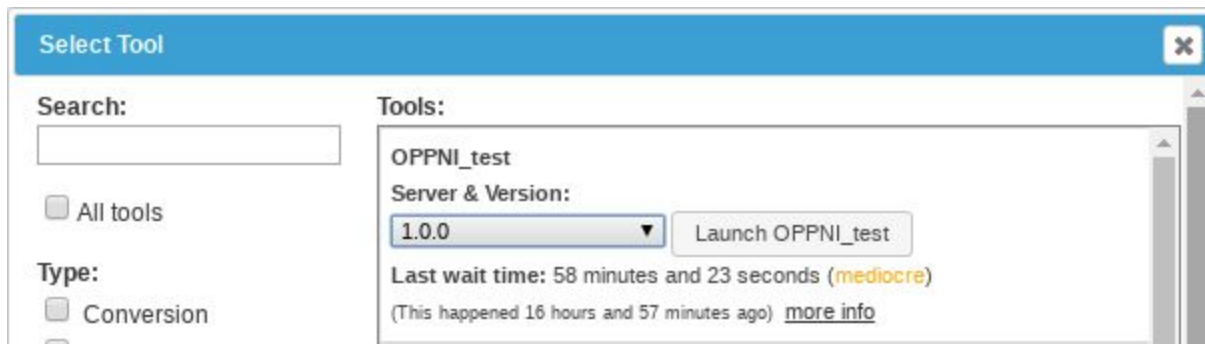 Select Tool
Search:
All tools
Type:
Conversion
Tools:
OPPNI_test
Server & Version:
1.0.0 Launch OPPNI_test
Last wait time: 58 minutes and 23 seconds (mediocre)
(This happened 16 hours and 57 minutes ago) more info